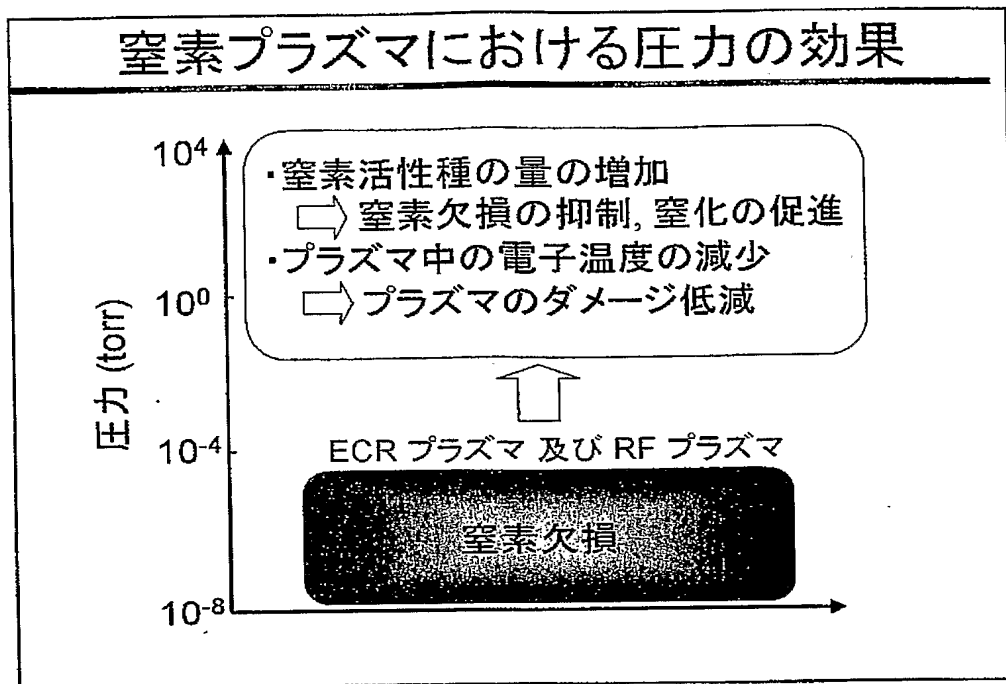 窒素プラズマにおける圧力の効果
10⁴
・窒素活性種の量の増加
⇨ 窒素欠損の抑制, 窒化の促進
・プラズマ中の電子温度の減少
10⁰
⇨ プラズマのダメージ低減
圧力 (torr)
10⁻⁴
ECR プラズマ 及び RF プラズマ
窒素欠損
10⁻⁸